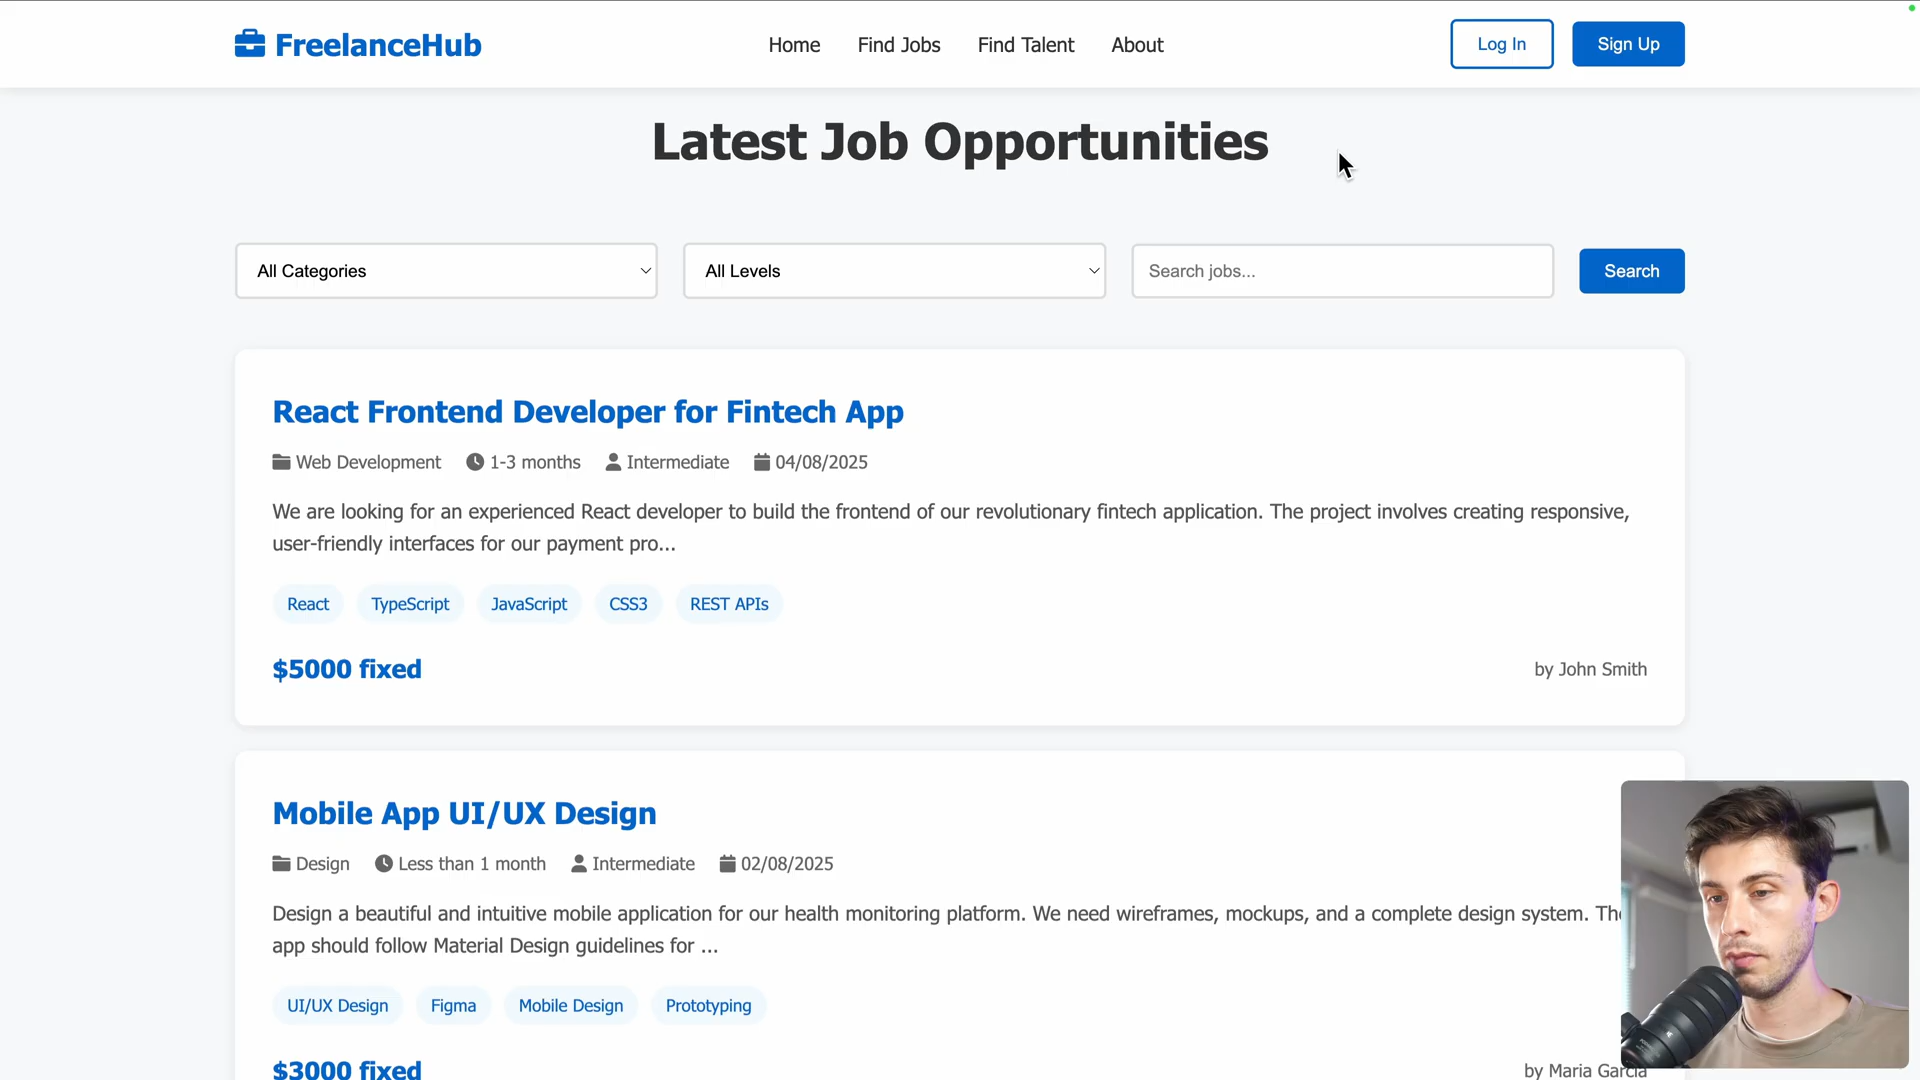 FreelanceHub
Home
Find Jobs
Find Talent
About
Log In
Sign Up
Latest Job Opportunities
All Categories
All Levels
Search jobs...
Search
React Frontend Developer for Fintech App
Web Development
1-3 months
Intermediate
04/08/2025
We are looking for an experienced React developer to build the frontend of our revolutionary fintech application. The project involves creating responsive,
user-friendly interfaces for our payment pro...
React
TypeScript
JavaScript
CSS3
REST APIs
$5000 fixed
by John Smith
Mobile App UI/UX Design
Design
Less than 1 month
Intermediate
02/08/2025
Design a beautiful and intuitive mobile application for our health monitoring platform. We need wireframes, mockups, and a complete design system. The
app should follow Material Design guidelines for ...
UI/UX Design
Figma
Mobile Design
Prototyping
$3000 fixed
by Maria Garcia